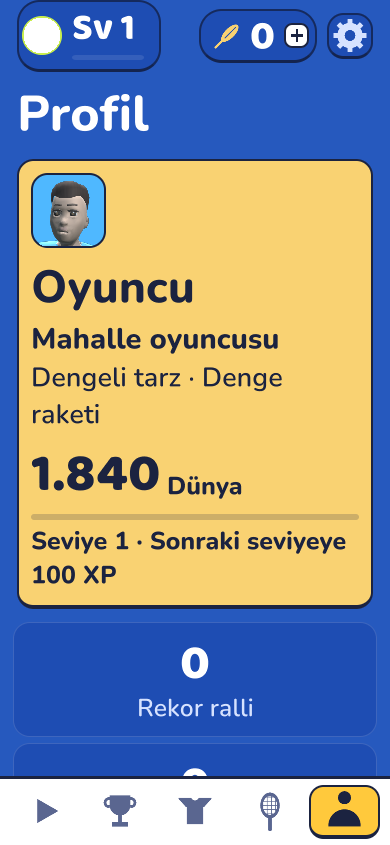 Sv 1
0
Profil
Oyuncu
Mahalle oyuncusu
Dengeli tarz · Denge
raketi
1.840 Dünya
Seviye 1 · Sonraki seviyeye
100 XP
0
Rekor ralli